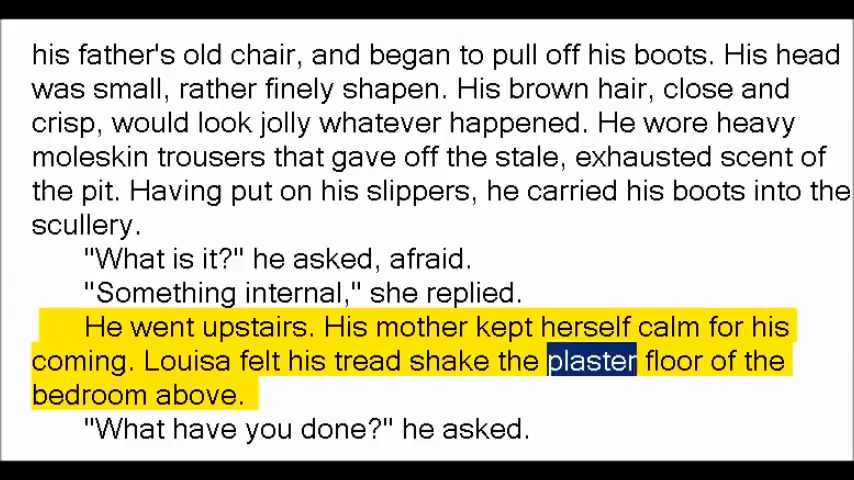 his father's old chair, and began to pull off his boots. His head
was small, rather finely shapen. His brown hair, close and
crisp, would look jolly whatever happened. He wore heavy
moleskin trousers that gave off the stale, exhausted scent of
the pit. Having put on his slippers, he carried his boots into the
scullery.
"What is it?" he asked, afraid.
"Something internal," she replied.
He went upstairs. His mother kept herself calm for his
coming. Louisa felt his tread shake the plaster floor of the
bedroom above.
"What have you done?" he asked.